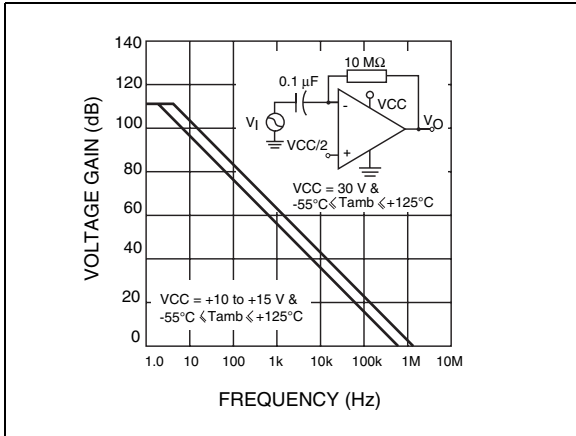 VOLTAGE GAIN (dB)
140
120
100
80
60
40
20
0
10 MΩ
0.1 µF
VI
VCC/2
-
+
VCC
VO
VCC = 30 V &
-55°C ⩽ Tamb ⩽ +125°C
VCC = +10 to +15 V &
-55°C ⩽ Tamb ⩽ +125°C
1.0 10 100 1k 10k 100k 1M 10M
FREQUENCY (Hz)